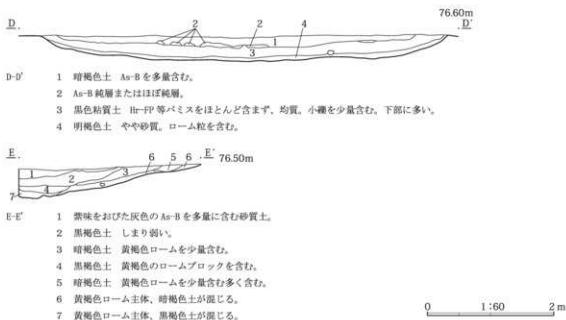 76.60m
D 2 2 4 D'
1
3
D-D' 1 暗褐色土 As-Bを多量含む。
2 As-B純層またはほぼ純層。
3 黒色粘質土 Hr-FP等パミスをほとんど含まず、均質。小礫を少量含む。下部に多い。
4 明褐色土 やや砂質。ローム粒を含む。
E E' 76.50m
6 5 6
1 2 3
7 4
E-E' 1 紫味をおびた灰色のAs-Bを多量に含む砂質土。
2 黒褐色土 しまり弱い。
3 暗褐色土 黄褐色ロームを少量含む。
4 黒褐色土 黄褐色のロームブロックを含む。
5 暗褐色土 黄褐色ロームを少量含む多く含む。
6 黄褐色ローム主体、暗褐色土が混じる。
7 黄褐色ローム主体、黒褐色土が混じる。
0 1:60 2 m